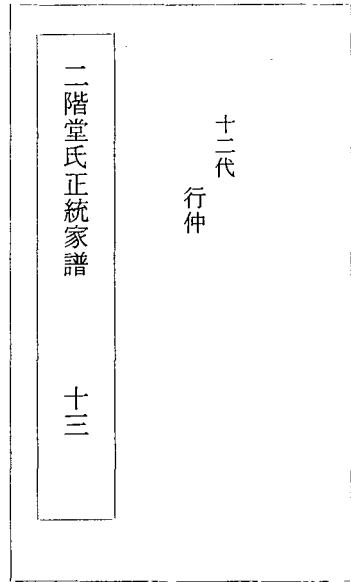 十二代
行仲
二階堂氏正統家譜 十三